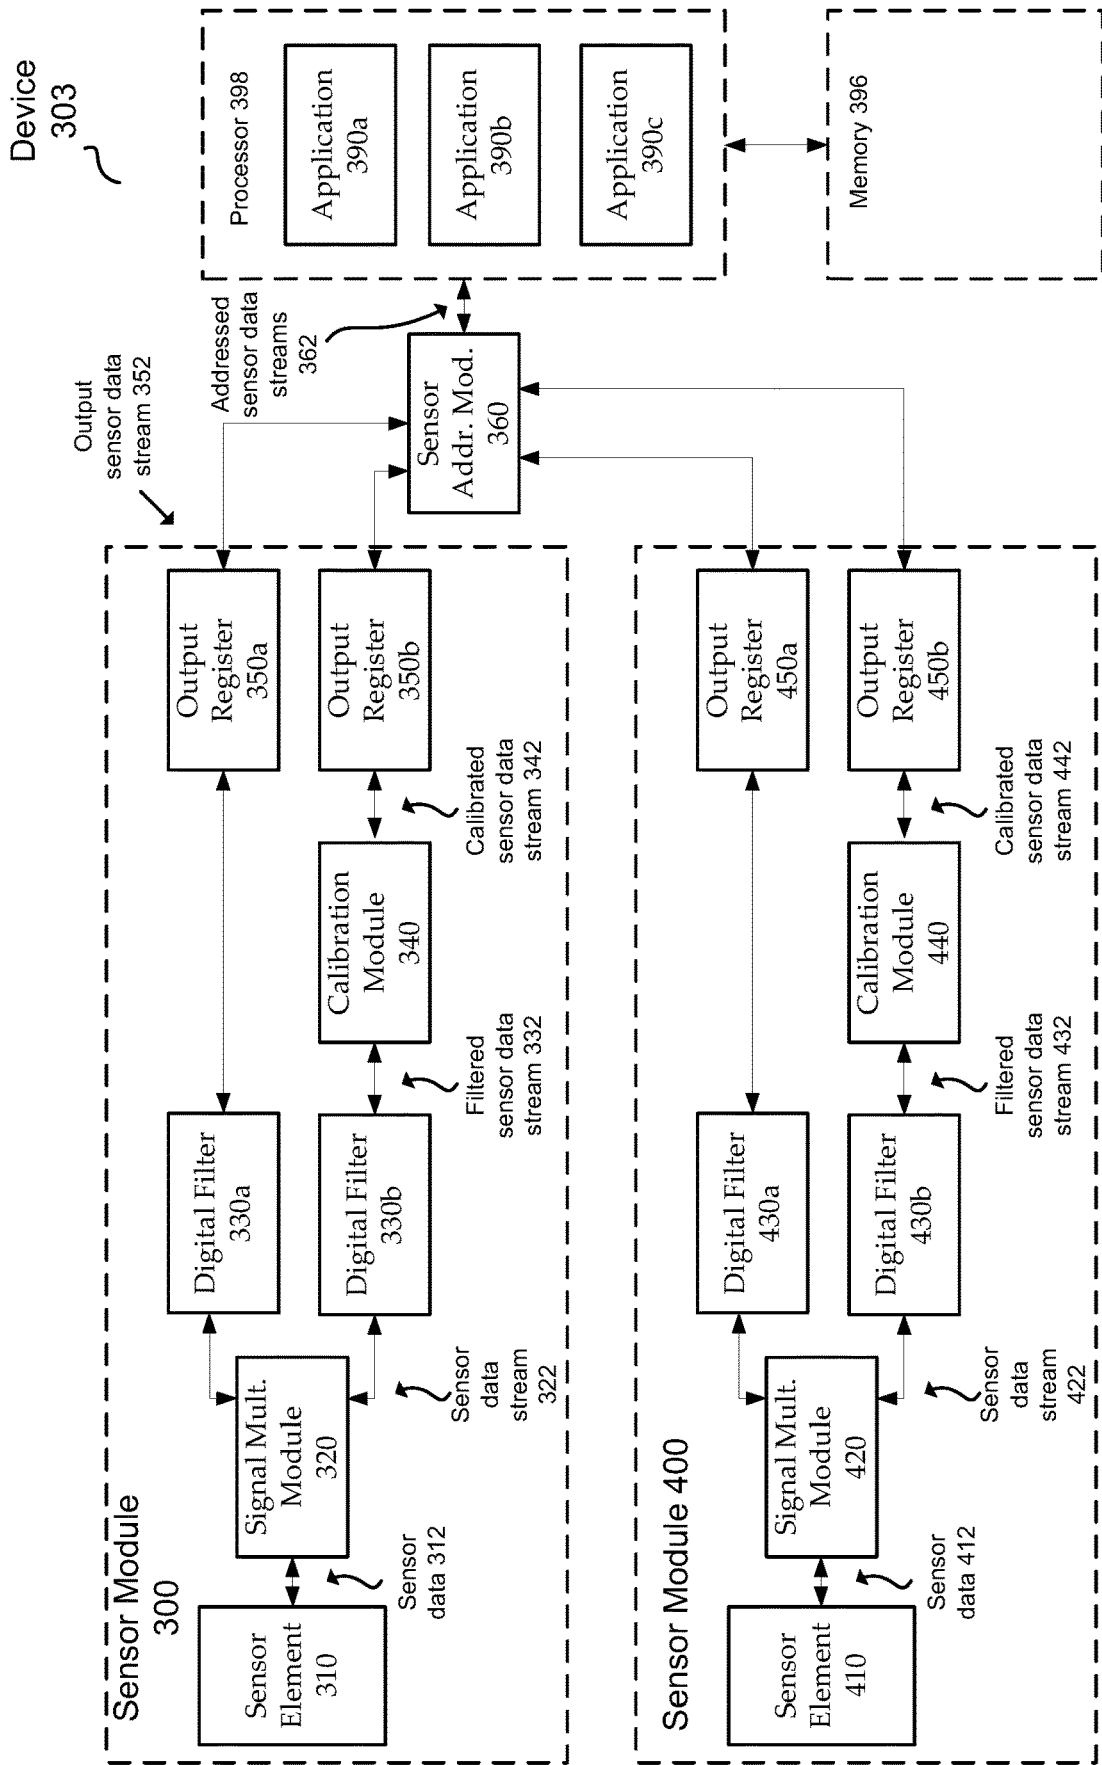 Device
303
Processor 398
Application
390a
Application
390b
Application
390c
Memory 396
Addressed
sensor data
streams
362
Sensor
Addr. Mod.
360
Output
sensor data
stream 352
Sensor Module
300
Sensor
Element
310
Sensor
data 312
Signal Mult.
Module
320
Sensor
data
stream
322
Digital Filter
330a
Digital Filter
330b
Filtered
sensor data
stream 332
Calibration
Module
340
Calibrated
sensor data
stream 342
Output
Register
350a
Output
Register
350b
Sensor Module 400
Sensor
Element
410
Sensor
data 412
Signal Mult.
Module
420
Sensor
data
stream
422
Digital Filter
430a
Digital Filter
430b
Filtered
sensor data
stream 432
Calibration
Module
440
Calibrated
sensor data
stream 442
Output
Register
450a
Output
Register
450b